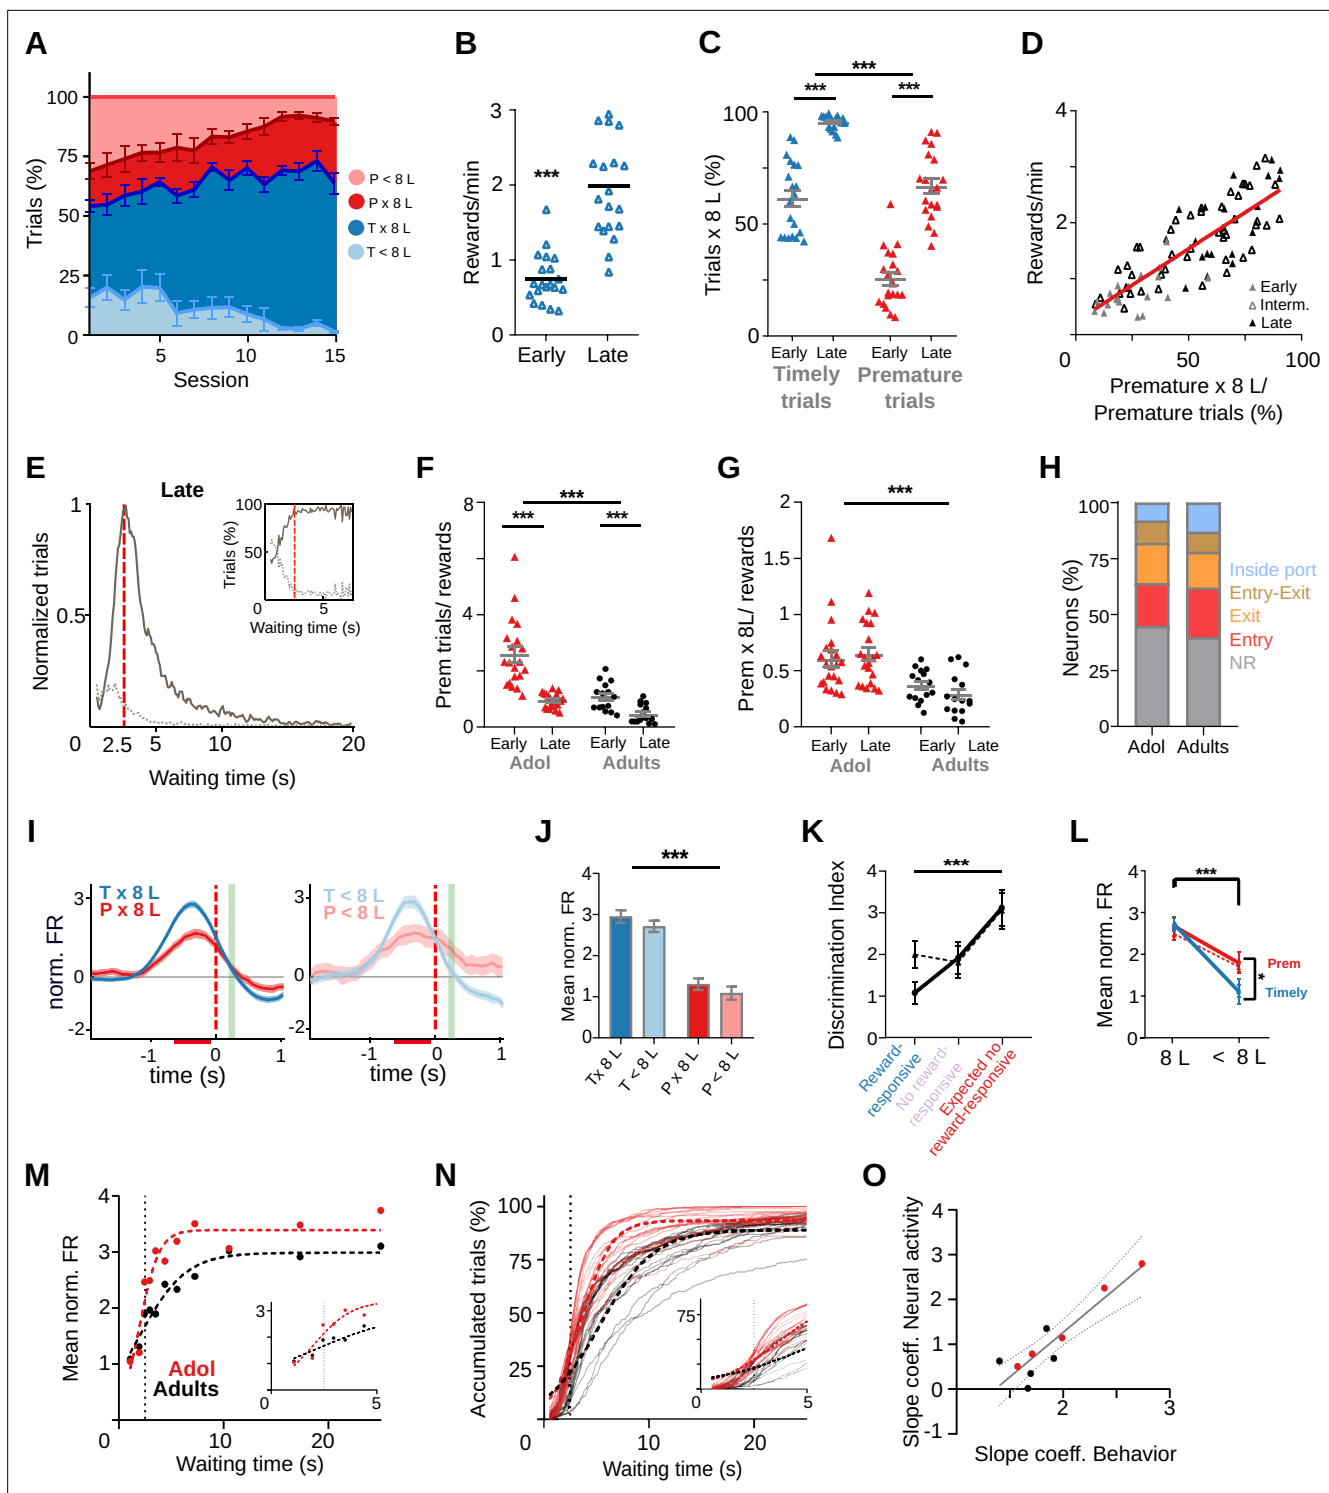 A
100
75
50
25
0
Trials (%)
5
10
15
Session
P < 8 L
P x 8 L
T x 8 L
T < 8 L
B
3
2
1
0
Rewards/min
***
Early
Late
C
***
***
***
100
50
0
Trials x 8 L (%)
Early
Late
Early
Late
Timely trials
Premature trials
D
4
2
0
Rewards/min
Early
Interm.
Late
50
100
Premature x 8 L/
Premature trials (%)
E
Late
1
0.5
Normalized trials
0
2.5
5
10
20
Waiting time (s)
100
50
0
Trials (%)
5
Waiting time (s)
F
8
4
0
Prem trials/ rewards
***
***
***
Early
Late
Early
Late
Adol
Adults
G
2
1.5
1
0.5
0
Prem x 8L/ rewards
***
Early
Late
Early
Late
Adol
Adults
H
100
75
50
25
0
Neurons (%)
Adol
Adults
Inside port
Entry-Exit
Exit
Entry
NR
I
3
0
-2
norm. FR
T x 8 L
P x 8 L
-1
0
1
time (s)
3
0
-2
T < 8 L
P < 8 L
-1
0
1
time (s)
J
***
4
3
2
1
0
Mean norm. FR
Tx 8 L
T < 8 L
P x 8 L
P < 8 L
K
***
4
3
2
1
0
Discrimination Index
Reward-
responsive
No reward-
responsive
Expected no
reward-responsive
L
***
4
3
2
1
0
Mean norm. FR
Prem
*
Timely
8 L
< 8 L
M
4
3
2
1
Mean norm. FR
Adol
Adults
0
10
20
Waiting time (s)
3
0
5
N
100
75
50
25
Accumulated trials (%)
0
10
20
Waiting time (s)
75
0
5
O
4
3
2
1
0
-1
Slope coeff. Neural activity
2
3
Slope coeff. Behavior